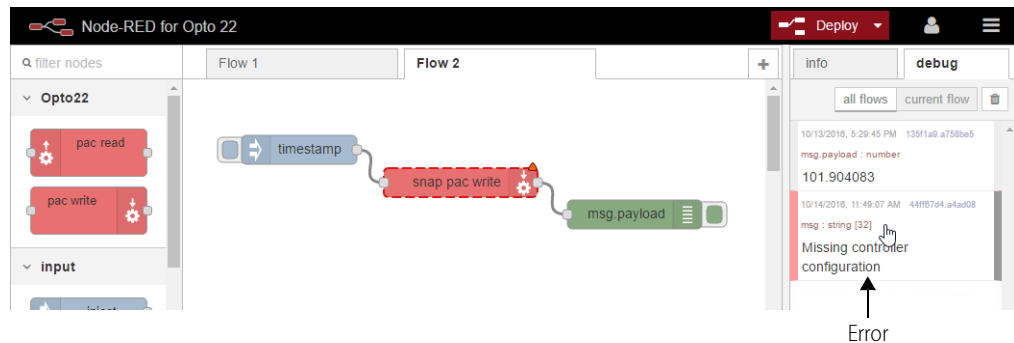 Node-RED for Opto 22
Deploy
filter nodes
Flow 1
Flow 2
+
info
debug
Opto22
all flows
current flow
pac read
timestamp
10/13/2016, 5:29:45 PM 135f1a9.a758be5
msg.payload : number
101.904083
snap pac write
pac write
10/14/2016, 11:49:07 AM 44ff67d4.a4ad08
msg.payload
msg : string [32]
Missing controller
configuration
input
inject
Error